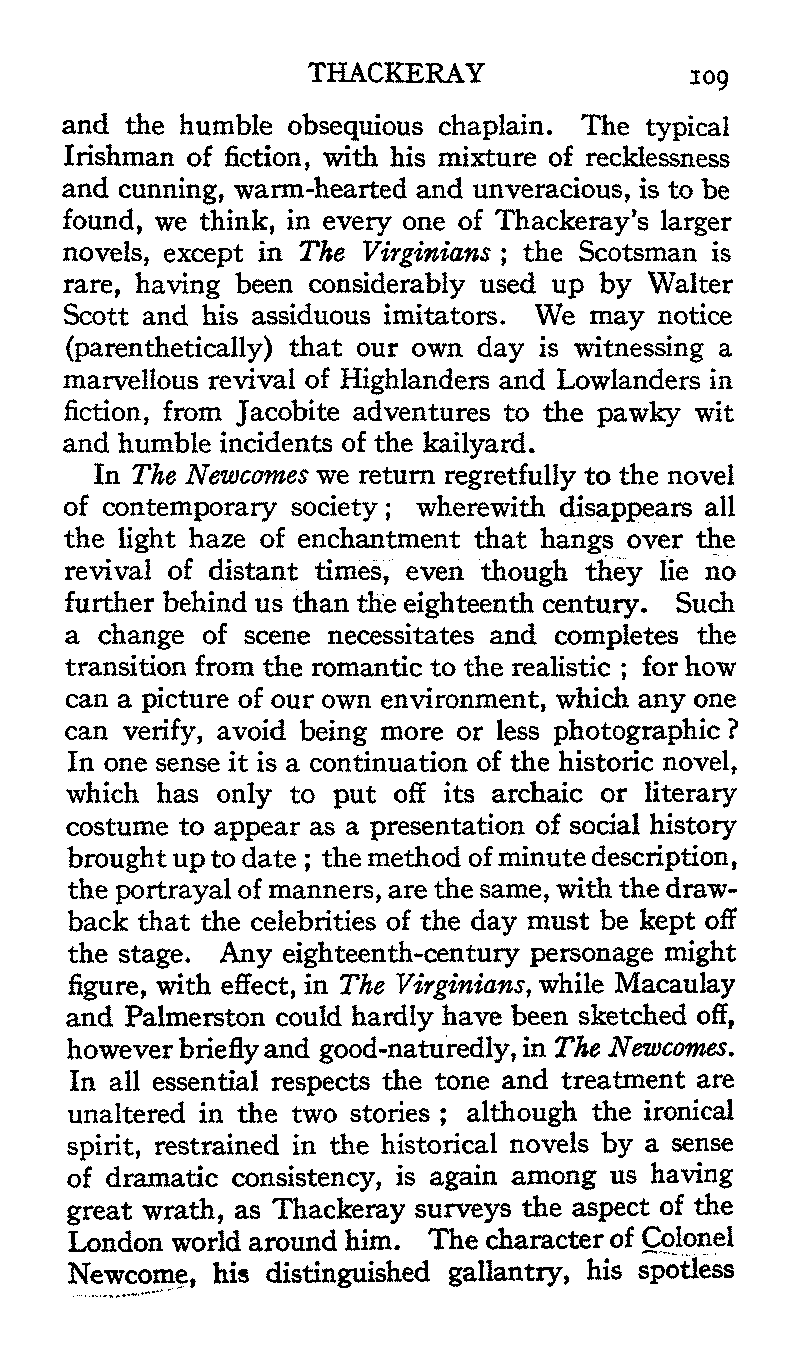 THACKERAY 109
and the humble obsequious chaplain. The typical
Irishman of fiction, with his mixture of recklessness
and cunning, warm-hearted and unveracious, is to be
found, we think, in every one of Thackeray's larger
novels, except in The Virginians ; the Scotsman is
rare, having been considerably used up by Walter
Scott and his assiduous imitators. We may notice
(parenthetically) that our own day is witnessing a
marvellous revival of Highlanders and Lowlanders in
fiction, from Jacobite adventures to the pawky wit
and humble incidents of the kailyard.
In The Newcomes we return regretfully to the novel
of contemporary society ; wherewith disappears all
the light haze of enchantment that hangs over the
revival of distant times, even though they lie no
further behind us than the eighteenth century. Such
a change of scene necessitates and completes the
transition from the romantic to the realistic ; for how
can a picture of our own environment, which any one
can verify, avoid being more or less photographic ?
In one sense it is a continuation of the historic novel,
which has only to put off its archaic or literary
costume to appear as a presentation of social history
brought up to date ; the method of minute description,
the portrayal of manners, are the same, with the draw-
back that the celebrities of the day must be kept off
the stage. Any eighteenth-century personage might
figure, with effect, in The Virginians, while Macaulay
and Palmerston could hardly have been sketched off,
however briefly and good-naturedly, in The Newcomes.
In all essential respects the tone and treatment are
unaltered in the two stories ; although the ironical
spirit, restrained in the historical novels by a sense
of dramatic consistency, is again among us having
great wrath, as Thackeray surveys the aspect of the
London world around him. The character of Colonel
Newcome, his distinguished gallantry, his spotless